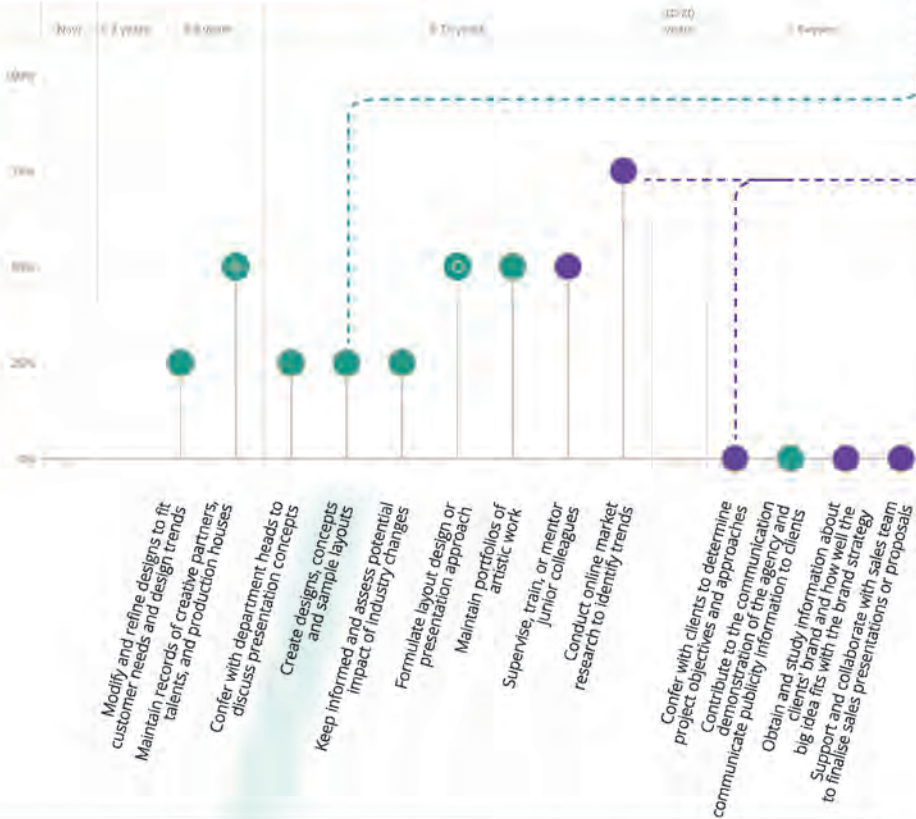 Now
years
years
100%
25%
0%
Modify and refine designs to fit
customer needs and design trends
Maintain records of creative partners,
talents, and production houses
Confer with department heads to
discuss presentation concepts
Create designs, concepts
and sample layouts
Keep informed and assess potential
impact of industry changes
Formulate layout design or
presentation approach
Maintain portfolios of
artistic work
Supervise, train, or mentor
junior colleagues
Conduct online market
research to identify trends
Confer with clients to determine
project objectives and approaches
Contribute to the communication
demonstration of the agency and
communicate publicity information to clients
Obtain and study information about
clients' brand and how well the
big idea fits with the brand strategy
Support and collaborate with sales team
to finalise sales presentations or proposals